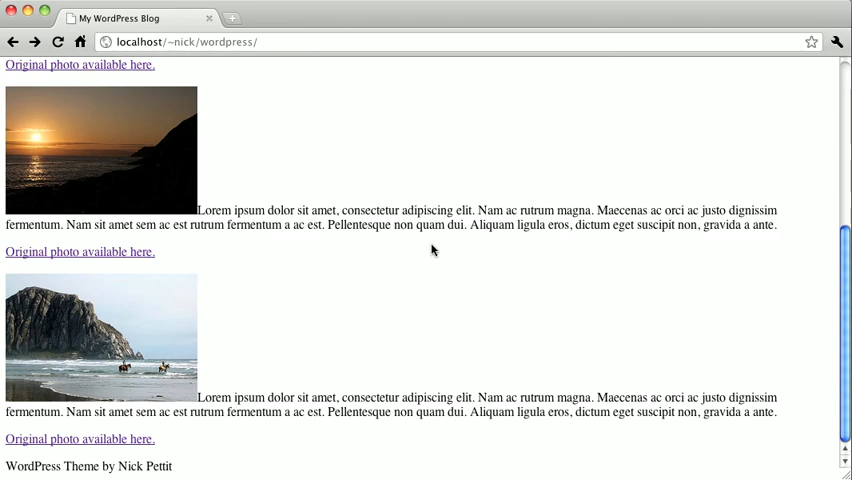 My WordPress Blog
localhost/~nick/wordpress/
Original photo available here.
Lorem ipsum dolor sit amet, consectetur adipiscing elit. Nam ac rutrum magna. Maecenas ac orci ac justo dignissim
fermentum. Nam sit amet sem ac est rutrum fermentum a ac est. Pellentesque non quam dui. Aliquam ligula eros, dictum eget suscipit non, gravida a ante.
Original photo available here.
Lorem ipsum dolor sit amet, consectetur adipiscing elit. Nam ac rutrum magna. Maecenas ac orci ac justo dignissim
fermentum. Nam sit amet sem ac est rutrum fermentum a ac est. Pellentesque non quam dui. Aliquam ligula eros, dictum eget suscipit non, gravida a ante.
Original photo available here.
WordPress Theme by Nick Pettit